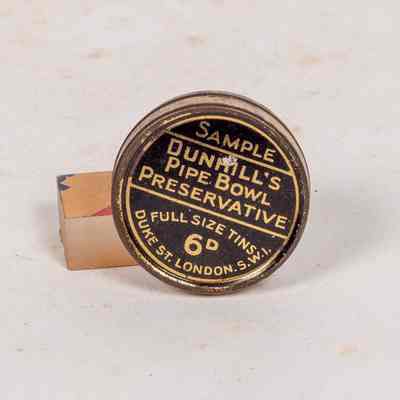 SAMPLE
DUNHILL'S
PIPE BOWL
PRESERVATIVE
FULL SIZE TINS.
6D
DUKE ST. LONDON. S.W.1.